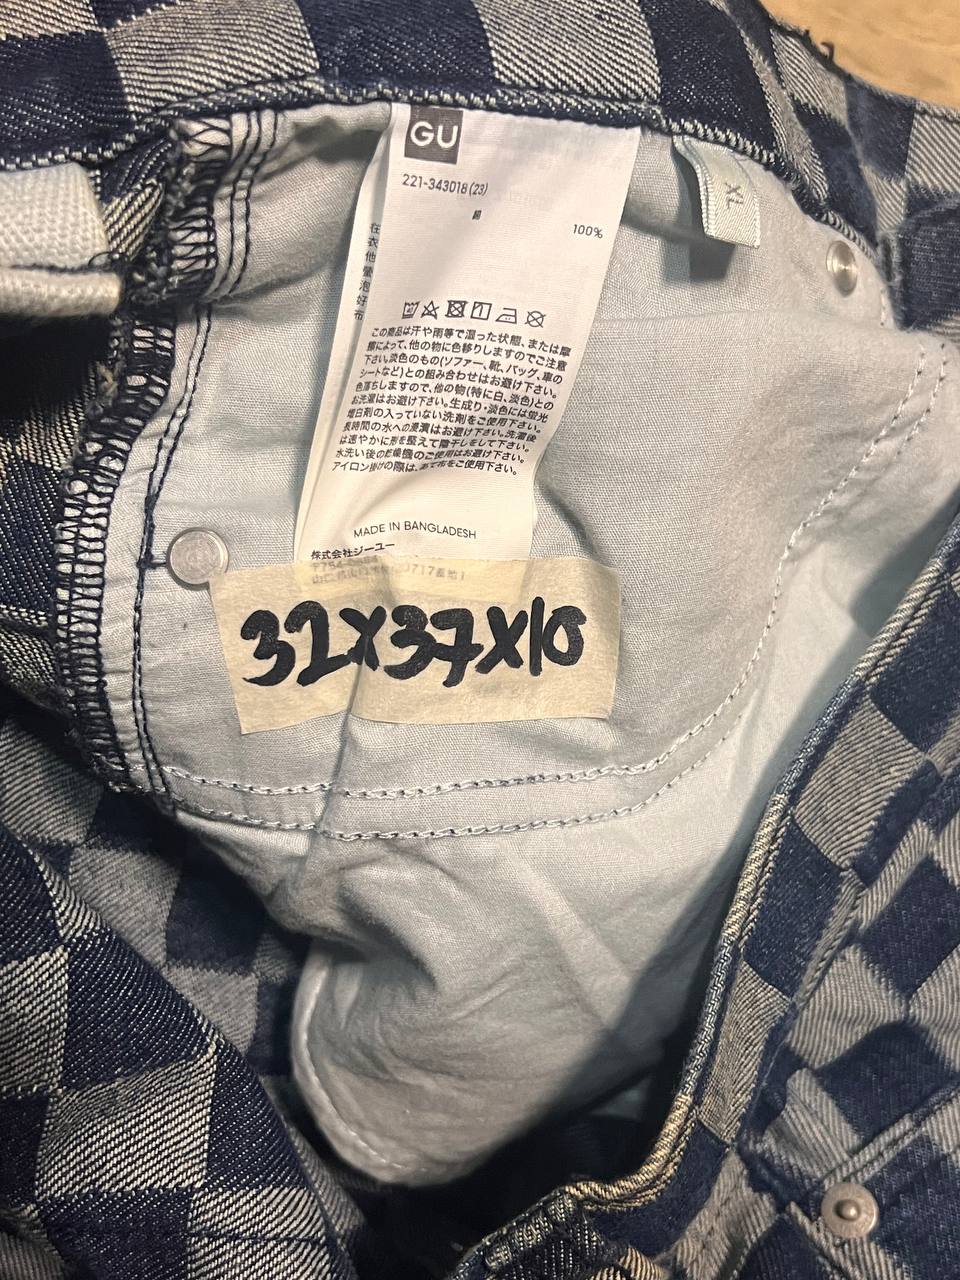 GU
221-343018(23)
綿
100%
XL
在
衣
他
量
泡
好
布
この商品は汗や雨等で湿った状態、または摩
擦によって、他の物に色移りしますのでご注意
下さい。淡色のもの(ソファー、靴、バッグ、車の
シートなど)との組み合わせはお避け下さい。
色落ちしますので、他の物(特に白、淡色)との
お洗濯はお避け下さい。生成り・淡色には蛍光
増白剤の入っていない洗剤をご使用下さい。
長時間の水への浸漬はお避け下さい。洗濯後
は速やかに形を整えて陰干しをして下さい。
水洗い後の乾燥機のご使用はお避け下さい。
アイロン掛けの際は、あて布をご使用下さい。
MADE IN BANGLADESH
株式会社ジーユー
32X37X10